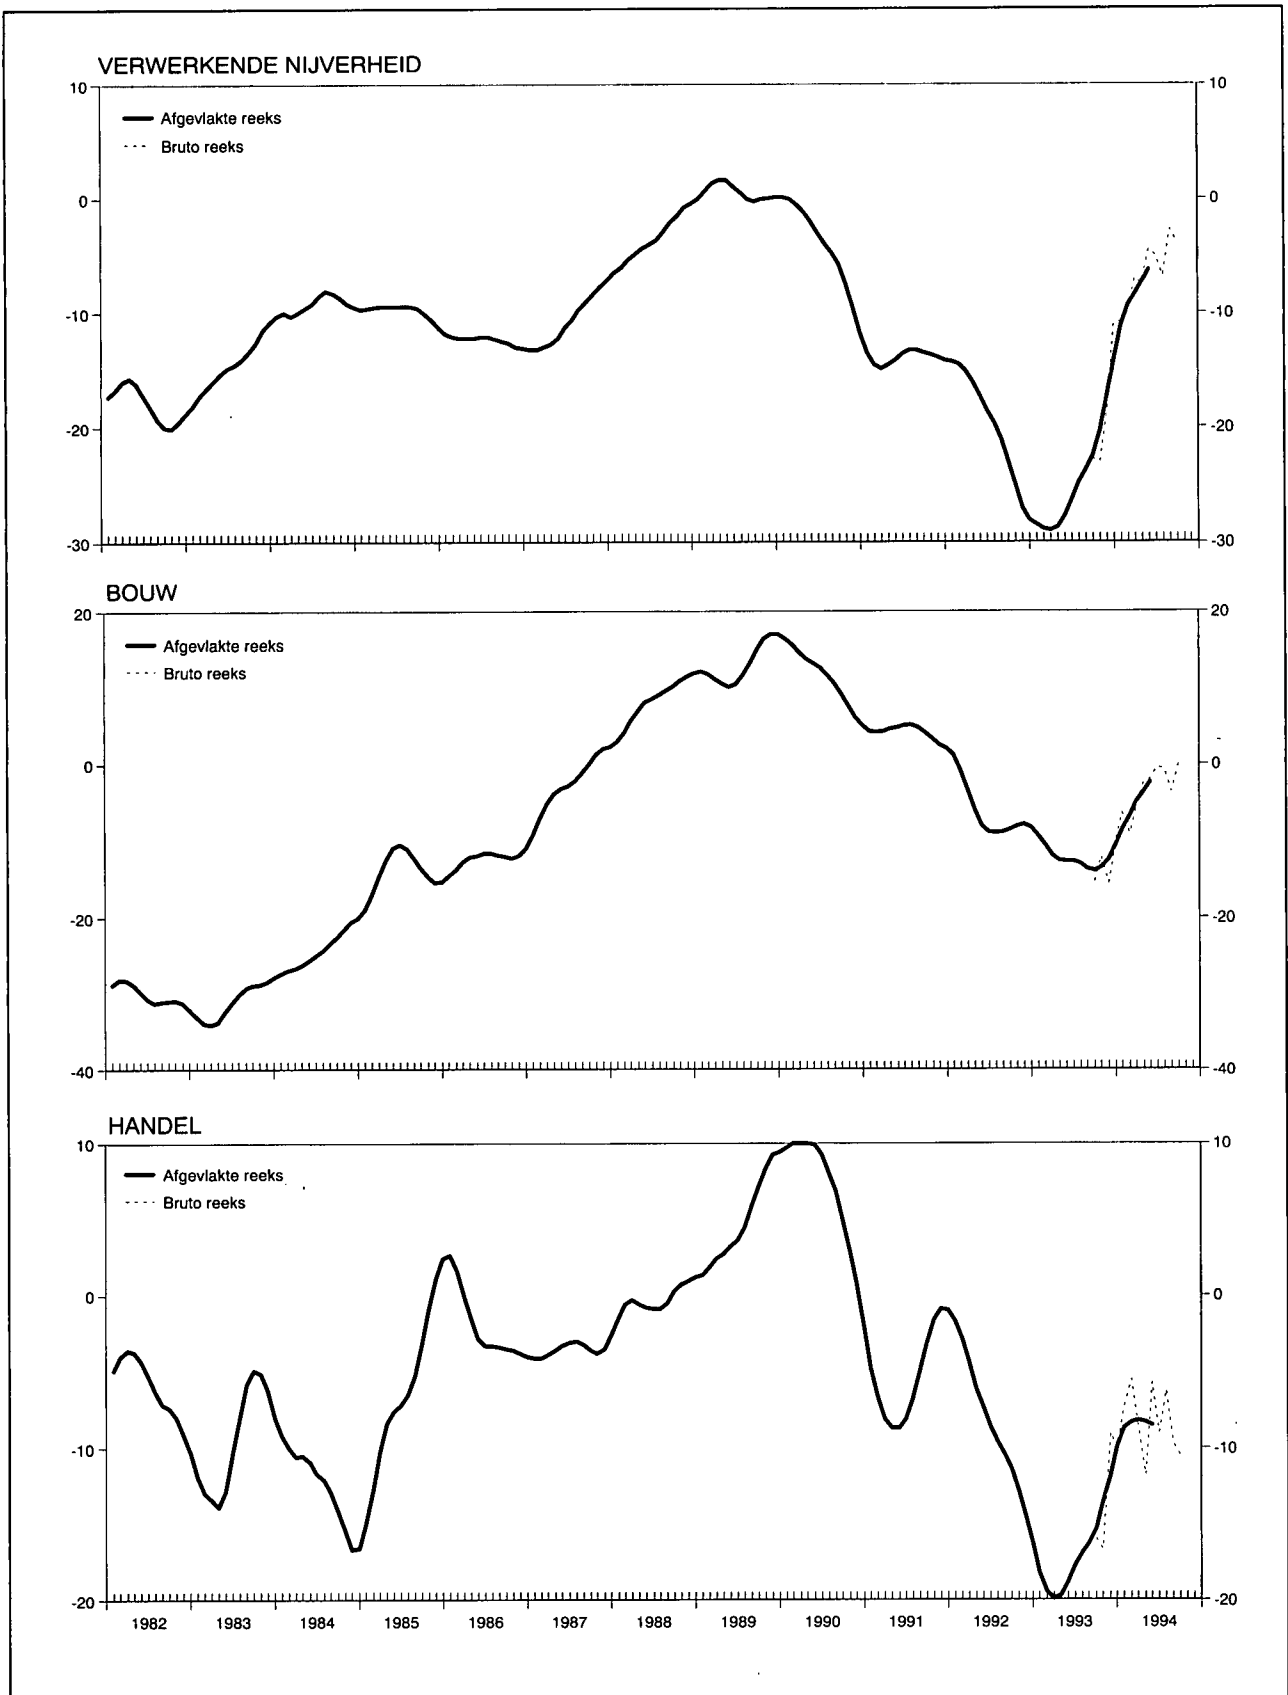 VERWERKENDE NIJVERHEID
10
10
Afgevlakte reeks
Bruto reeks
0
0
-10
-10
-20
-20
-30
-30
BOUW
20
20
Afgevlakte reeks
Bruto reeks
0
0
-20
-20
-40
-40
HANDEL
10
10
Afgevlakte reeks
Bruto reeks
0
0
-10
-10
-20
-20
1982 1983 1984 1985 1986 1987 1988 1989 1990 1991 1992 1993 1994